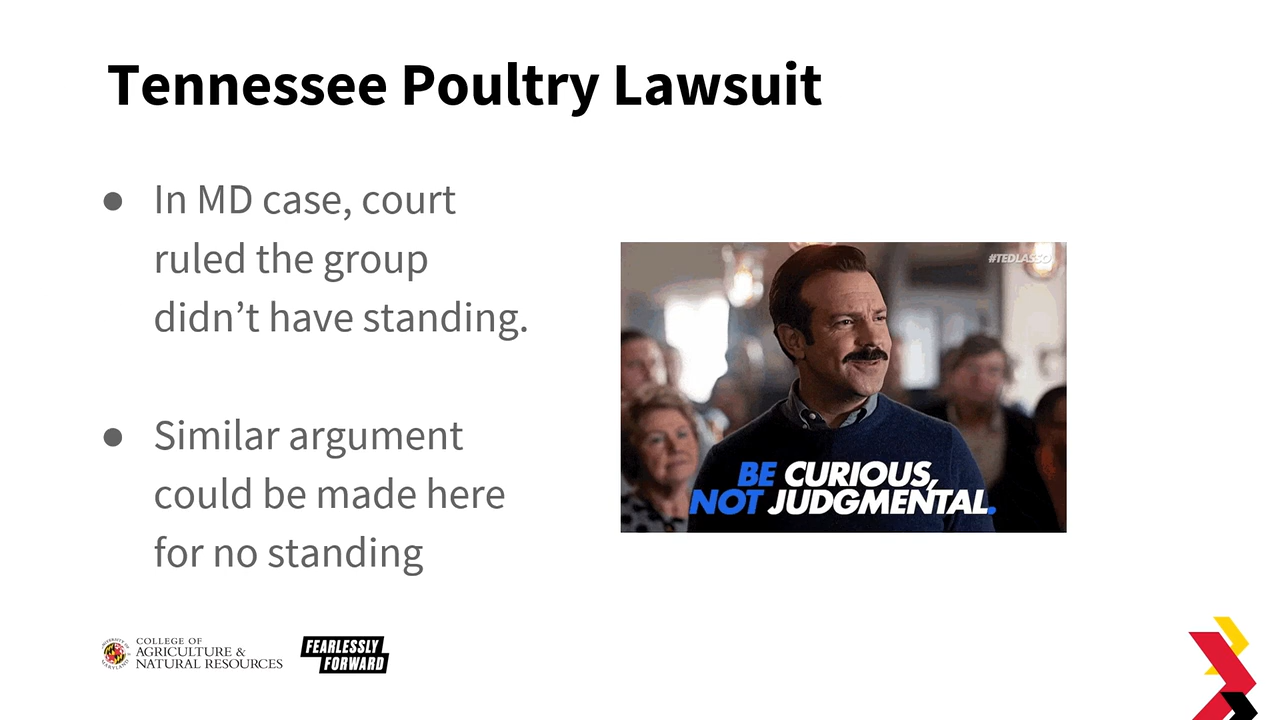 Tennessee Poultry Lawsuit
● In MD case, court
ruled the group
didn’t have standing.
● Similar argument
could be made here
for no standing
#TEDLASSO
BE CURIOUS,
NOT JUDGMENTAL.
COLLEGE OF
AGRICULTURE &
NATURAL RESOURCES
FEARLESSLY
FORWARD